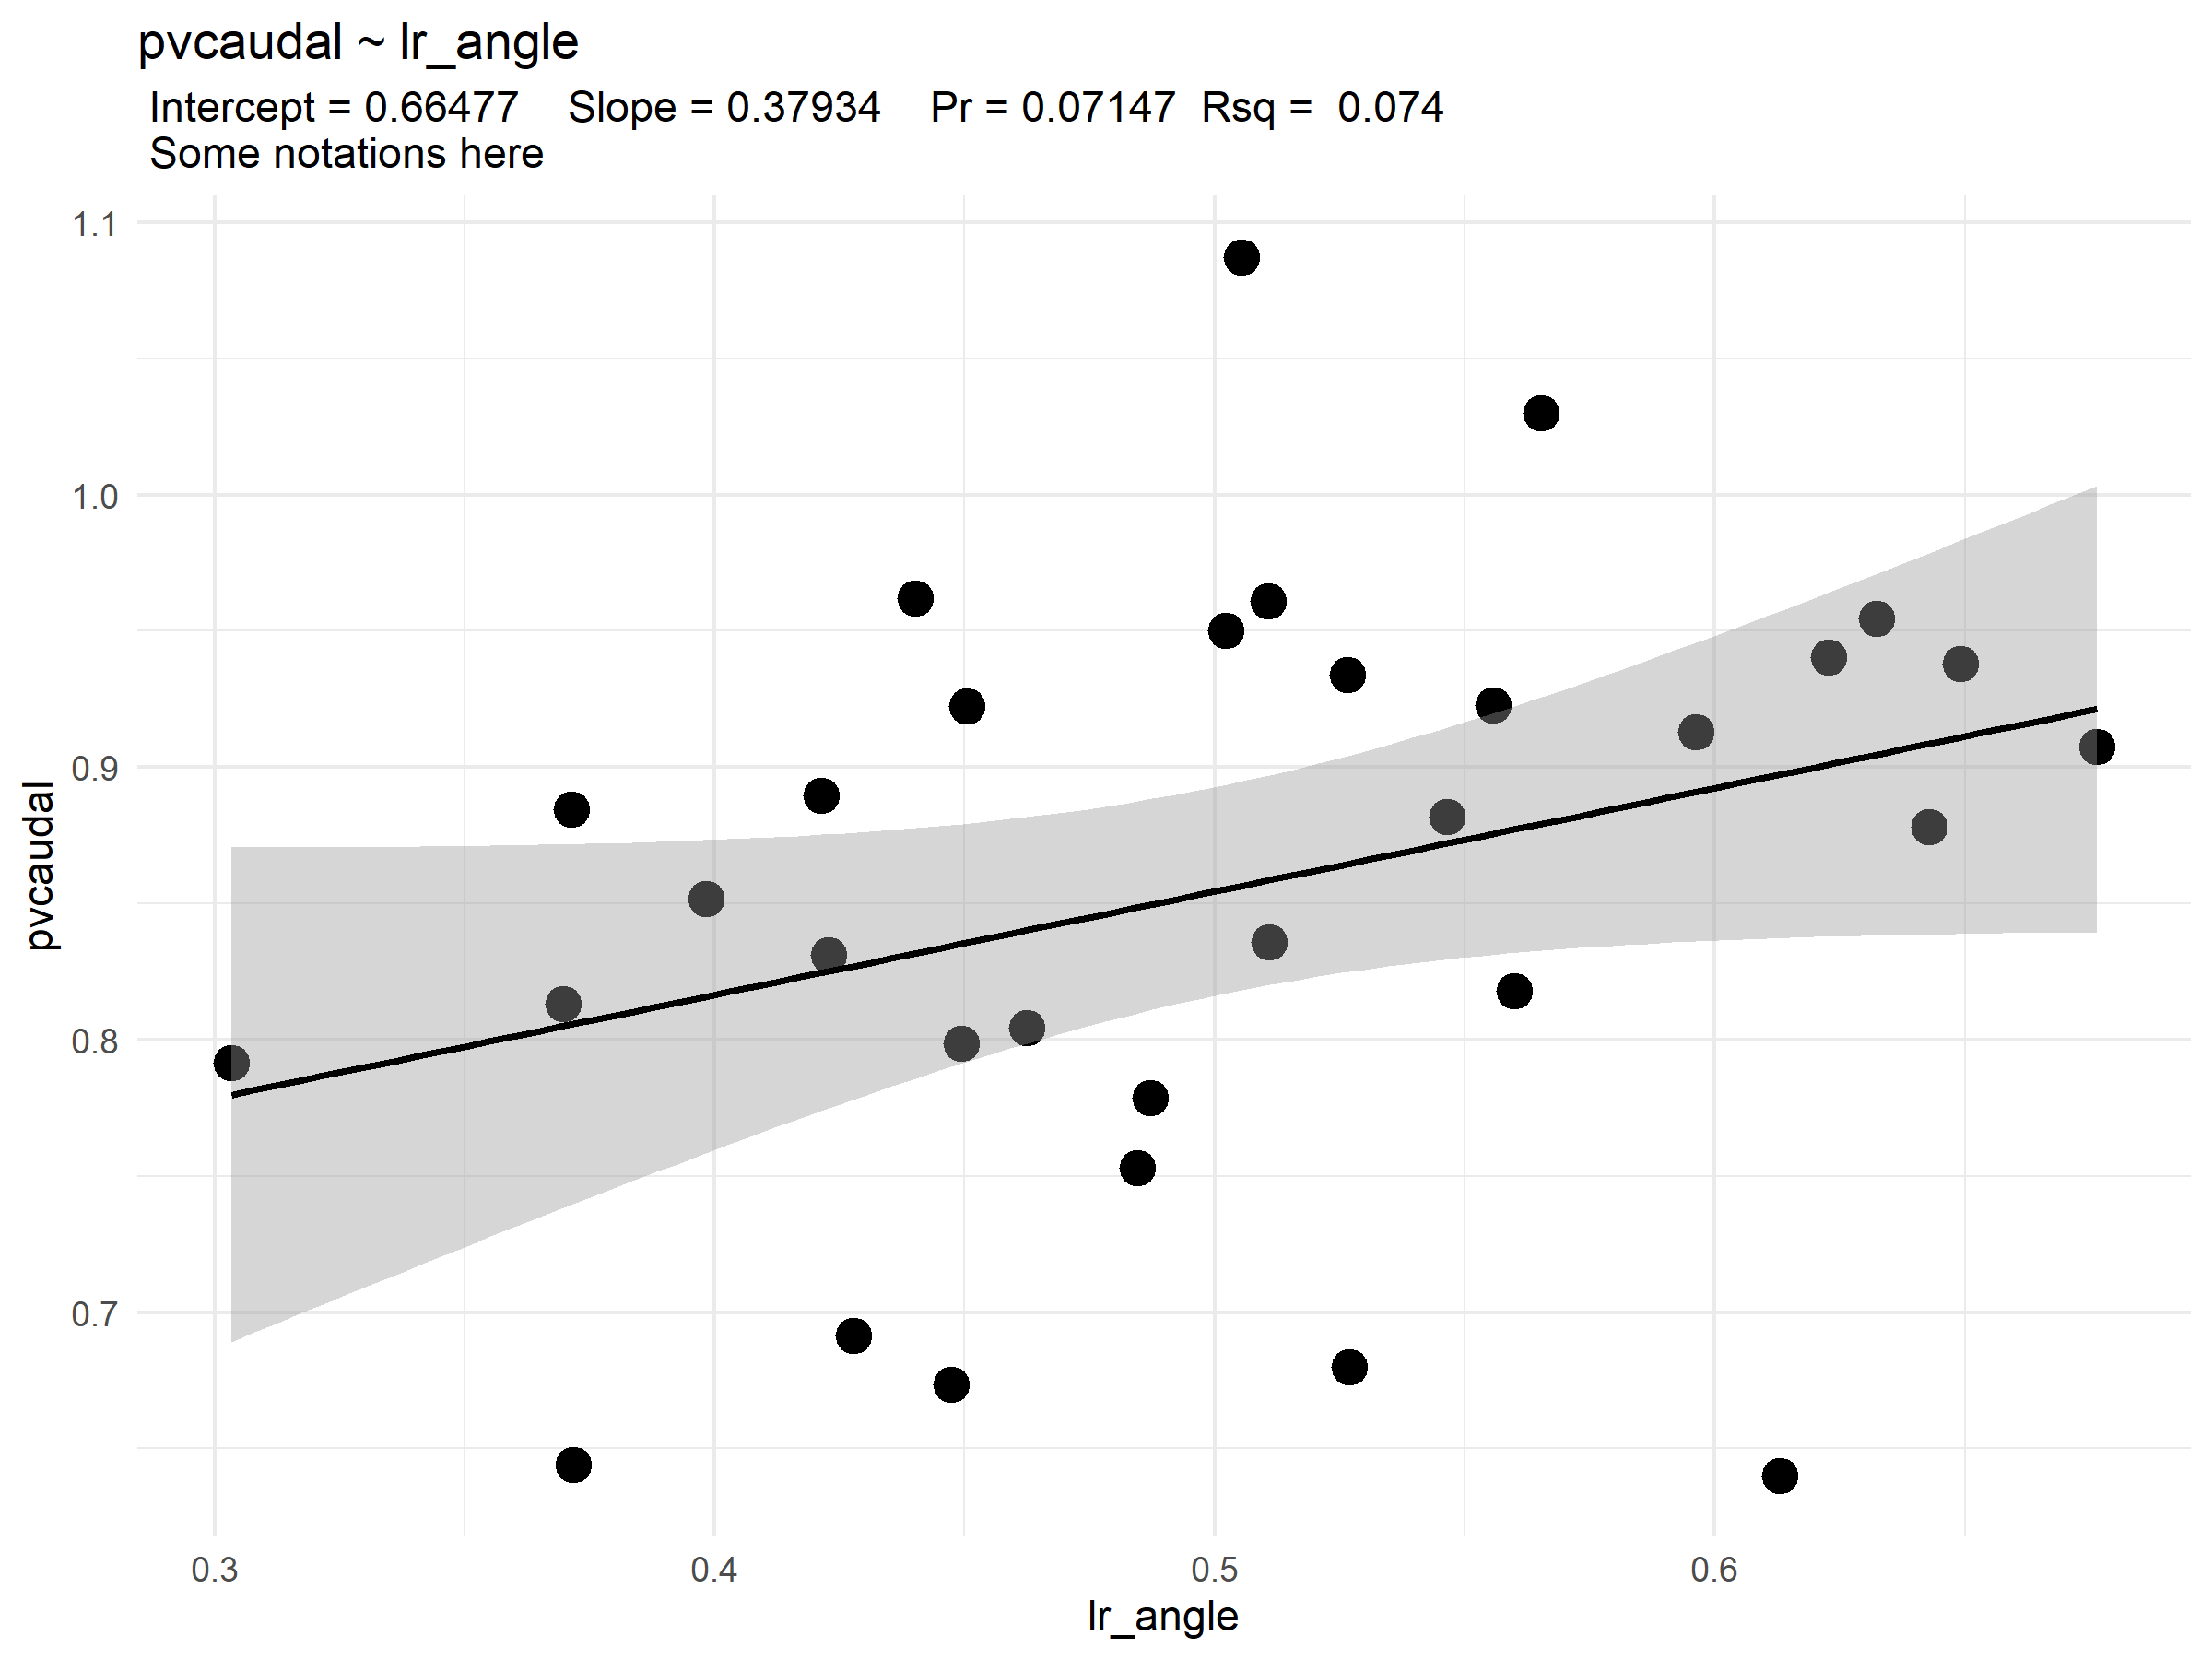 pvcaudal ~ lr_angle
Intercept = 0.66477 Slope = 0.37934 Pr = 0.07147 Rsq = 0.074
Some notations here
1.1
1.0
0.9
0.8
0.7
pvcaudal
0.3 0.4 0.5 0.6
lr_angle